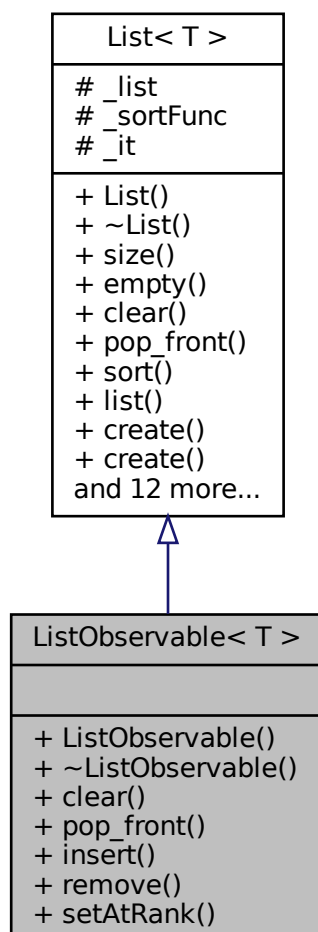 List< T >
# _list
# _sortFunc
# _it
+ List()
+ ~List()
+ size()
+ empty()
+ clear()
+ pop_front()
+ sort()
+ list()
+ create()
+ create()
and 12 more...
ListObservable< T >
+ ListObservable()
+ ~ListObservable()
+ clear()
+ pop_front()
+ insert()
+ remove()
+ setAtRank()